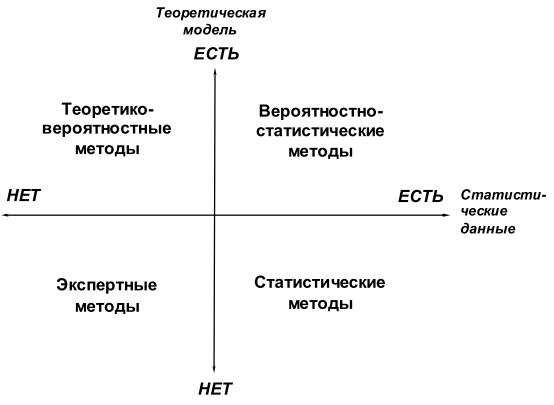 Теоретическая
модель
ЕСТЬ
Теоретико-
вероятностные
методы
Вероятностно-
статистические
методы
НЕТ
ЕСТЬ
Статисти-
ческие
данные
Экспертные
методы
Статистические
методы
НЕТ